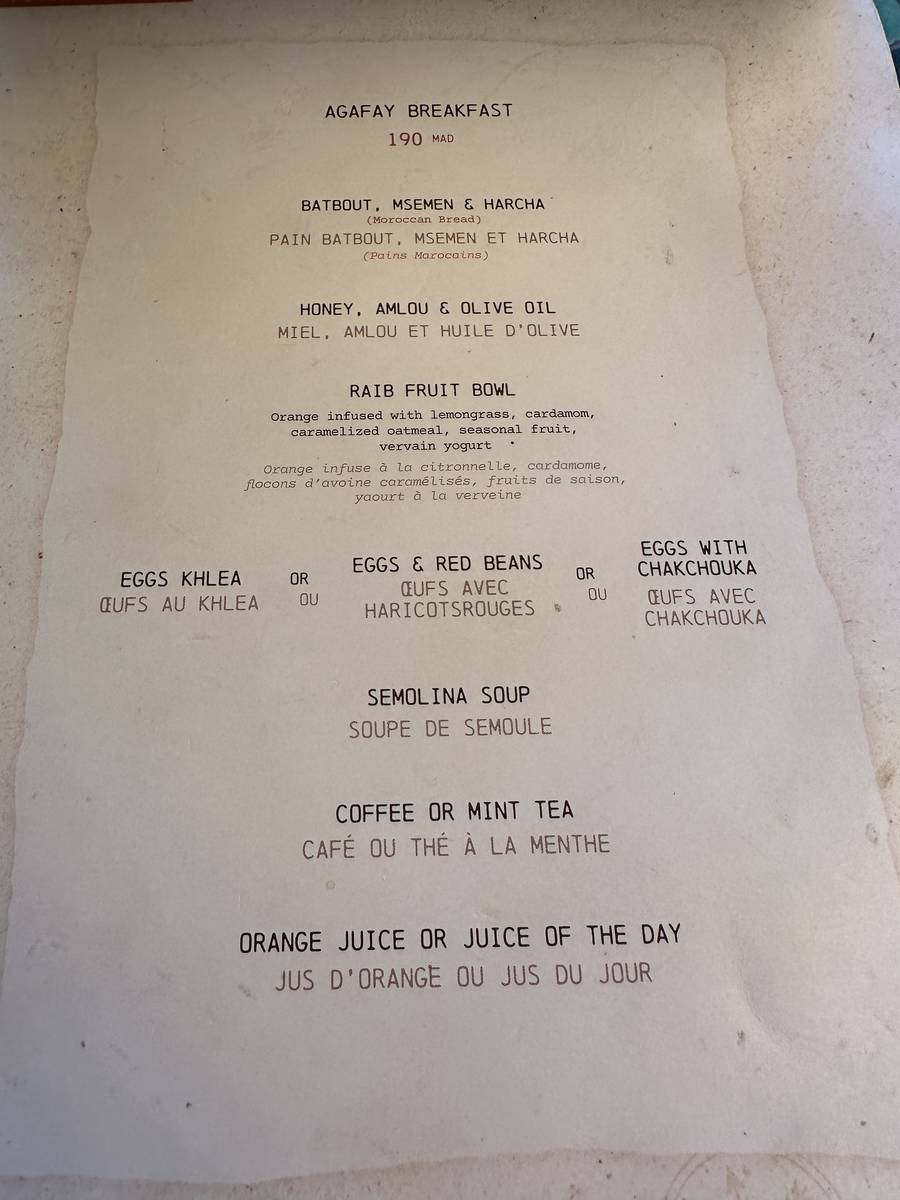 AGAFAY BREAKFAST
190 MAD
BATBOUT, MSEMEN & HARCHA
(Moroccan Bread)
PAIN BATBOUT, MSEMEN ET HARCHA
(Pains Marocains)
HONEY, AMLOU & OLIVE OIL
MIEL, AMLOU ET HUILE D'OLIVE
RAIB FRUIT BOWL
Orange infused with lemongrass, cardamom,
caramelized oatmeal, seasonal fruit,
vervain yogurt
Orange infuse à la citronnelle, cardamome,
flocons d'avoine caramélisés, fruits de saison,
yaourt à la verveine
EGGS KHLEA
ŒUFS AU KHLEA
OR
OU
EGGS & RED BEANS
ŒUFS AVEC
HARICOTSROUGES
OR
OU
EGGS WITH
CHAKCHOUKA
ŒUFS AVEC
CHAKCHOUKA
SEMOLINA SOUP
SOUPE DE SEMOULE
COFFEE OR MINT TEA
CAFÉ OU THÉ À LA MENTHE
ORANGE JUICE OR JUICE OF THE DAY
JUS D'ORANGE OU JUS DU JOUR